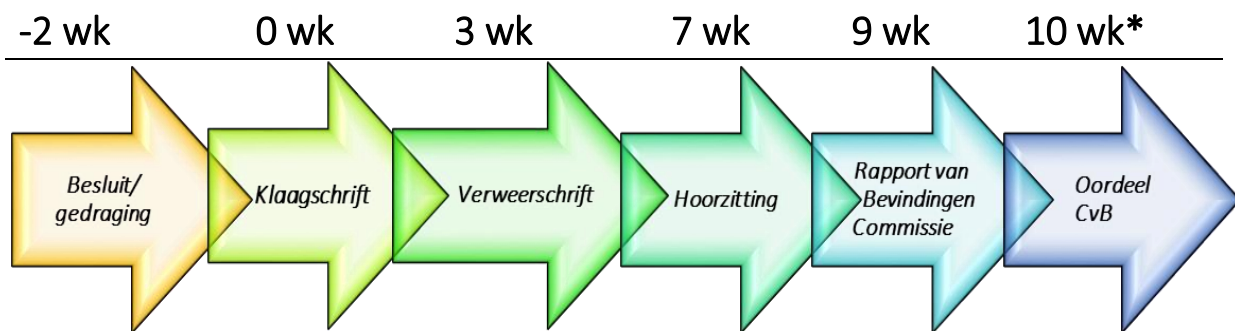 -2 wk 0 wk 3 wk 7 wk 9 wk 10 wk*
Besluit/
gedraging
Klaagschrift
Verweerschrift
Hoorzitting
Rapport van
Bevindingen
Commissie
Oordeel
CvB